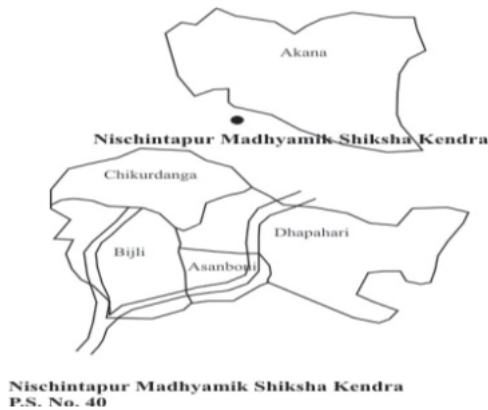 Akana
Nischintapur Madhyamik Shiksha Kendra
Chikurdanga
Dhapahari
Bijli
Asanboni
Nischintapur Madhyamik Shiksha Kendra
P.S. No. 40